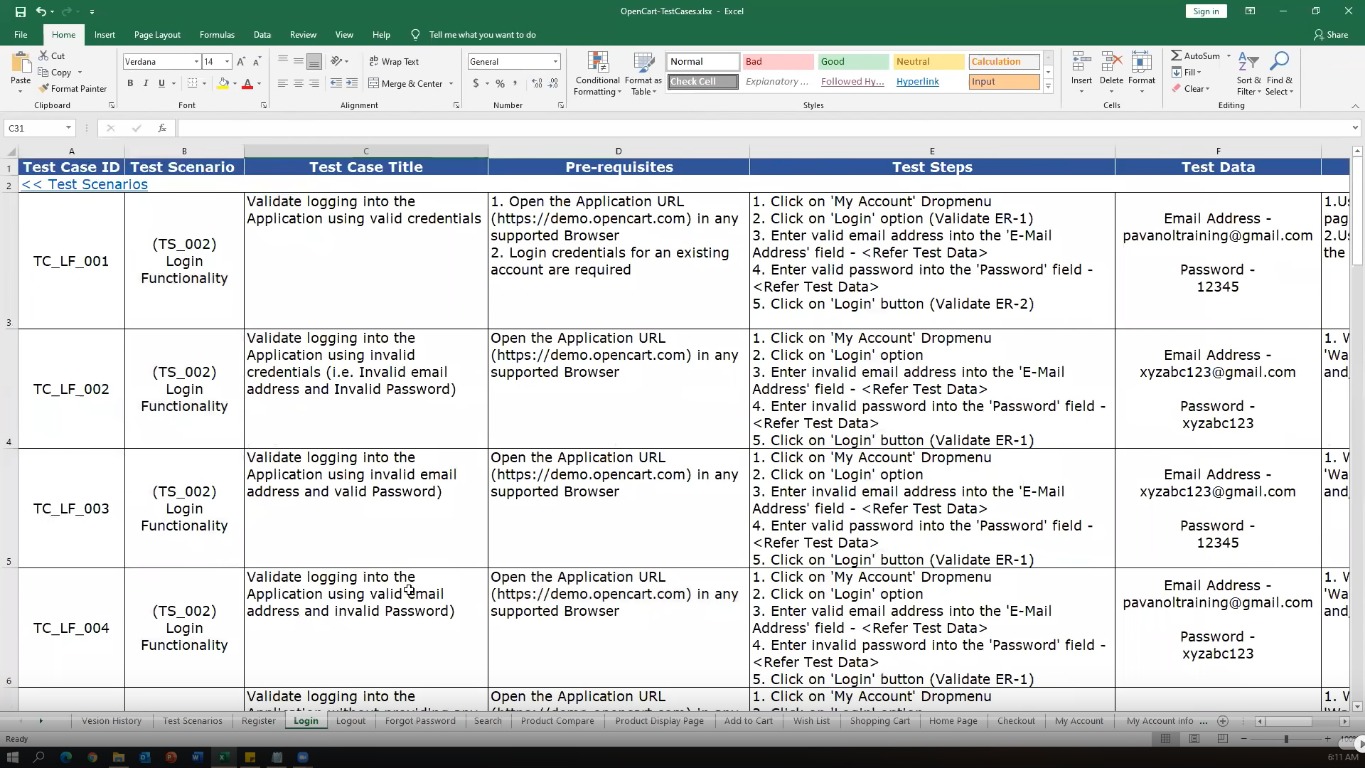 OpenCart-TestCases.xlsx - Excel
Sign in
File Home Insert Page Layout Formulas Data Review View Help Tell me what you want to do Share
Paste
Cut
Copy
Format Painter
Verdana 14
B I U
Wrap Text
Merge & Center
General
$ % ,
Conditional Formatting
Format as Table
Normal Bad Good Neutral Calculation
Check Cell Explanatory ... Followed Hy... Hyperlink Input
Insert Delete Format
AutoSum
Fill
Clear
Sort & Filter
Find & Select
Clipboard Font Alignment Number Styles Cells Editing
C31 fx
A B C D E F
1 Test Case ID Test Scenario Test Case Title Pre-requisites Test Steps Test Data
2 << Test Scenarios
3
TC_LF_001
(TS_002)
Login
Functionality
Validate logging into the
Application using valid credentials
1. Open the Application URL
(https://demo.opencart.com) in any
supported Browser
2. Login credentials for an existing
account are required
1. Click on 'My Account' Dropmenu
2. Click on 'Login' option (Validate ER-1)
3. Enter valid email address into the 'E-Mail
Address' field - <Refer Test Data>
4. Enter valid password into the 'Password' field -
<Refer Test Data>
5. Click on 'Login' button (Validate ER-2)
Email Address -
pavanoltraining@gmail.com
Password -
12345
1.Us
pag
2.Us
the
4
TC_LF_002
(TS_002)
Login
Functionality
Validate logging into the
Application using invalid
credentials (i.e. Invalid email
address and Invalid Password)
Open the Application URL
(https://demo.opencart.com) in any
supported Browser
1. Click on 'My Account' Dropmenu
2. Click on 'Login' option
3. Enter invalid email address into the 'E-Mail
Address' field - <Refer Test Data>
4. Enter invalid password into the 'Password' field -
<Refer Test Data>
5. Click on 'Login' button (Validate ER-1)
Email Address -
xyzabc123@gmail.com
Password -
xyzabc123
1. W
'Wa
and
5
TC_LF_003
(TS_002)
Login
Functionality
Validate logging into the
Application using invalid email
address and valid Password)
Open the Application URL
(https://demo.opencart.com) in any
supported Browser
1. Click on 'My Account' Dropmenu
2. Click on 'Login' option
3. Enter invalid email address into the 'E-Mail
Address' field - <Refer Test Data>
4. Enter valid password into the 'Password' field -
<Refer Test Data>
5. Click on 'Login' button (Validate ER-1)
Email Address -
xyzabc123@gmail.com
Password -
12345
1. W
'Wa
and
6
TC_LF_004
(TS_002)
Login
Functionality
Validate logging into the
Application using valid email
address and invalid Password)
Open the Application URL
(https://demo.opencart.com) in any
supported Browser
1. Click on 'My Account' Dropmenu
2. Click on 'Login' option
3. Enter valid email address into the 'E-Mail
Address' field - <Refer Test Data>
4. Enter invalid password into the 'Password' field -
<Refer Test Data>
5. Click on 'Login' button (Validate ER-1)
Email Address -
pavanoltraining@gmail.com
Password -
xyzabc123
1. W
'Wa
and
Validate logging into the
Application without providing any
Open the Application URL
(https://demo.opencart.com) in any
1. Click on 'My Account' Dropmenu
2. Click on 'Login' option
1. W
Vesion History Test Scenarios Register Login Logout Forgot Password Search Product Compare Product Display Page Add to Cart Wish List Shopping Cart Home Page Checkout My Account My Account Info ...
Ready
6:11 AM